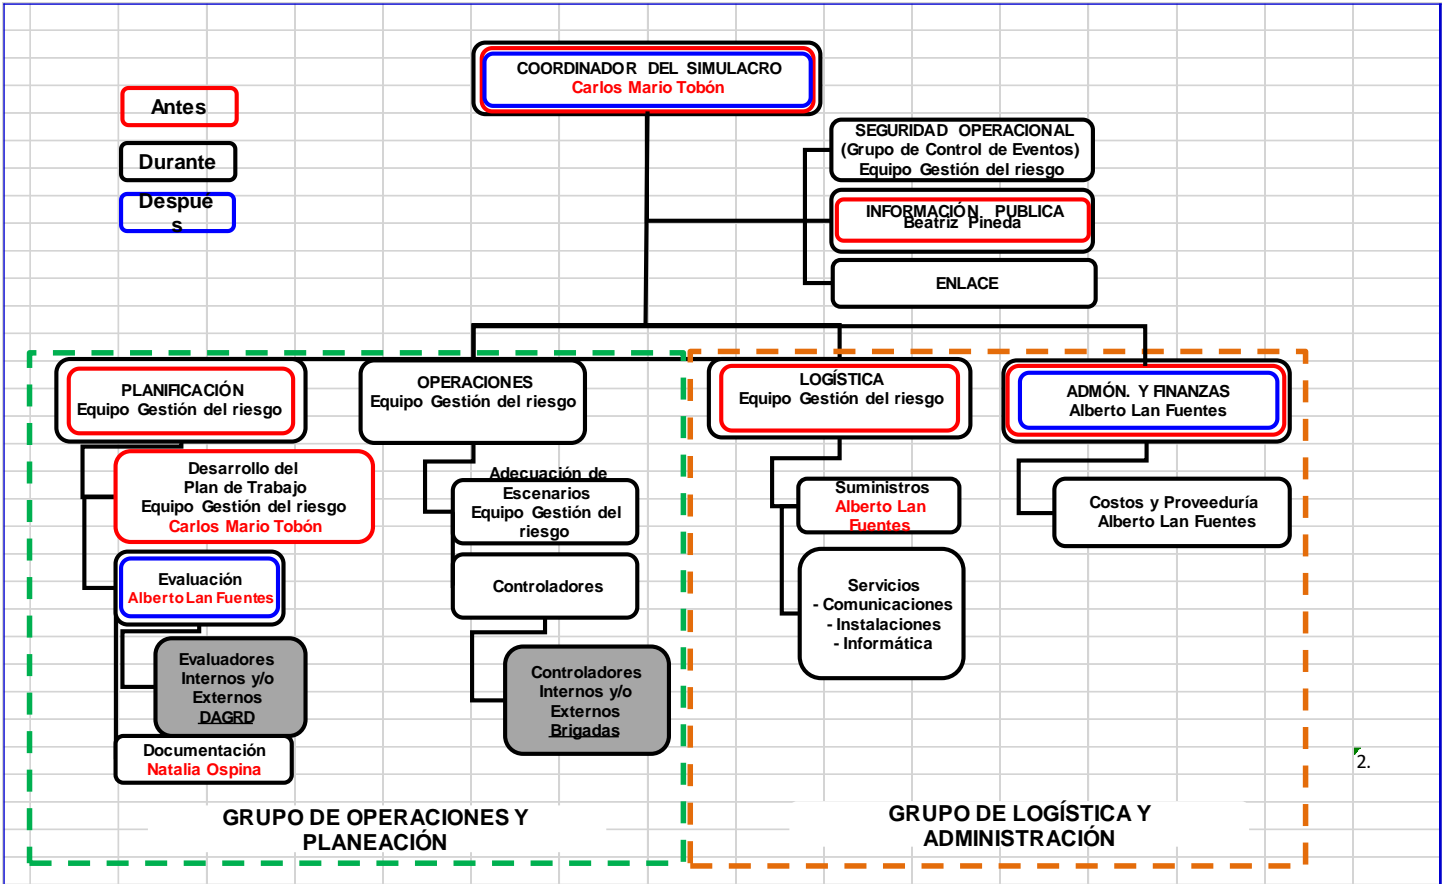 COORDINADOR DEL SIMULACRO
Carlos Mario Tobón
Antes
Durante
Despué
s
SEGURIDAD OPERACIONAL
(Grupo de Control de Eventos)
Equipo Gestión del riesgo
INFORMACIÓN PUBLICA
Beatriz Pineda
ENLACE
PLANIFICACIÓN
Equipo Gestión del riesgo
OPERACIONES
Equipo Gestión del riesgo
LOGÍSTICA
Equipo Gestión del riesgo
ADMÓN. Y FINANZAS
Alberto Lan Fuentes
Desarrollo del
Plan de Trabajo
Equipo Gestión del riesgo
Carlos Mario Tobón
Evaluación
Alberto Lan Fuentes
Evaluadores
Internos y/o
Externos
DAGRD
Documentación
Natalia Ospina
Adecuación de
Escenarios
Equipo Gestión del
riesgo
Controladores
Controladores
Internos y/o
Externos
Brigadas
Suministros
Alberto Lan
Fuentes
Servicios
- Comunicaciones
- Instalaciones
- Informática
Costos y Proveeduría
Alberto Lan Fuentes
2.
GRUPO DE OPERACIONES Y
PLANEACIÓN
GRUPO DE LOGÍSTICA Y
ADMINISTRACIÓN